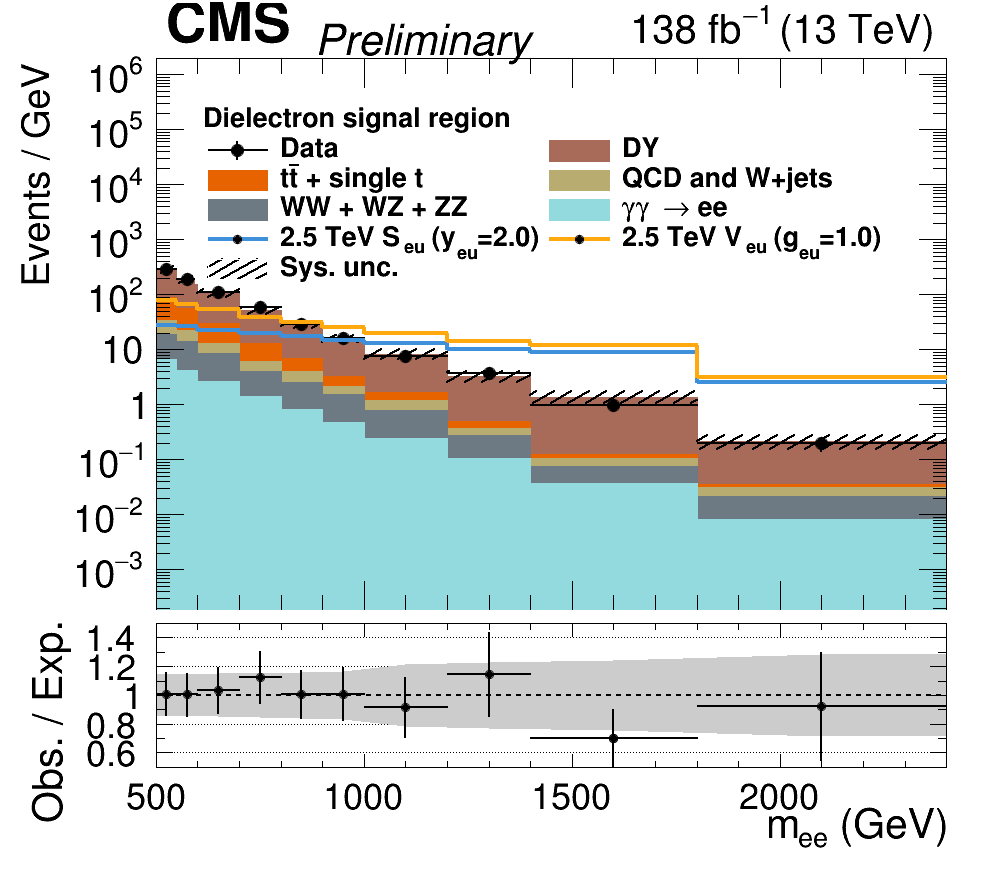 CMS Preliminary 138 fb⁻¹ (13 TeV)
Events / GeV
10⁶
10⁵
10⁴
10³
10²
10
1
10⁻¹
10⁻²
10⁻³
Dielectron signal region
Data DY
tt̄ + single t QCD and W+jets
WW + WZ + ZZ γγ → ee
2.5 TeV S_eu (y_eu=2.0) 2.5 TeV V_eu (g_eu=1.0)
Sys. unc.
Obs. / Exp.
1.4
1.2
1
0.8
0.6
500 1000 1500 2000
m_ee (GeV)